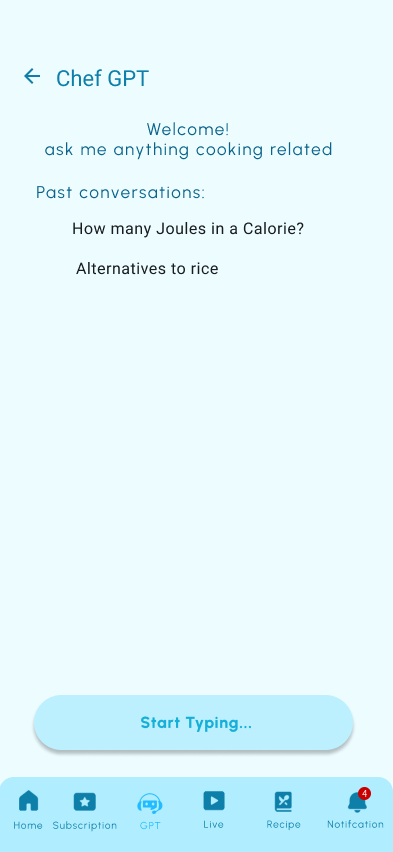 Chef GPT
Welcome!
ask me anything cooking related
Past conversations:
How many Joules in a Calorie?
Alternatives to rice
Start Typing...
4
Home Subscription GPT Live Recipe Notifcation